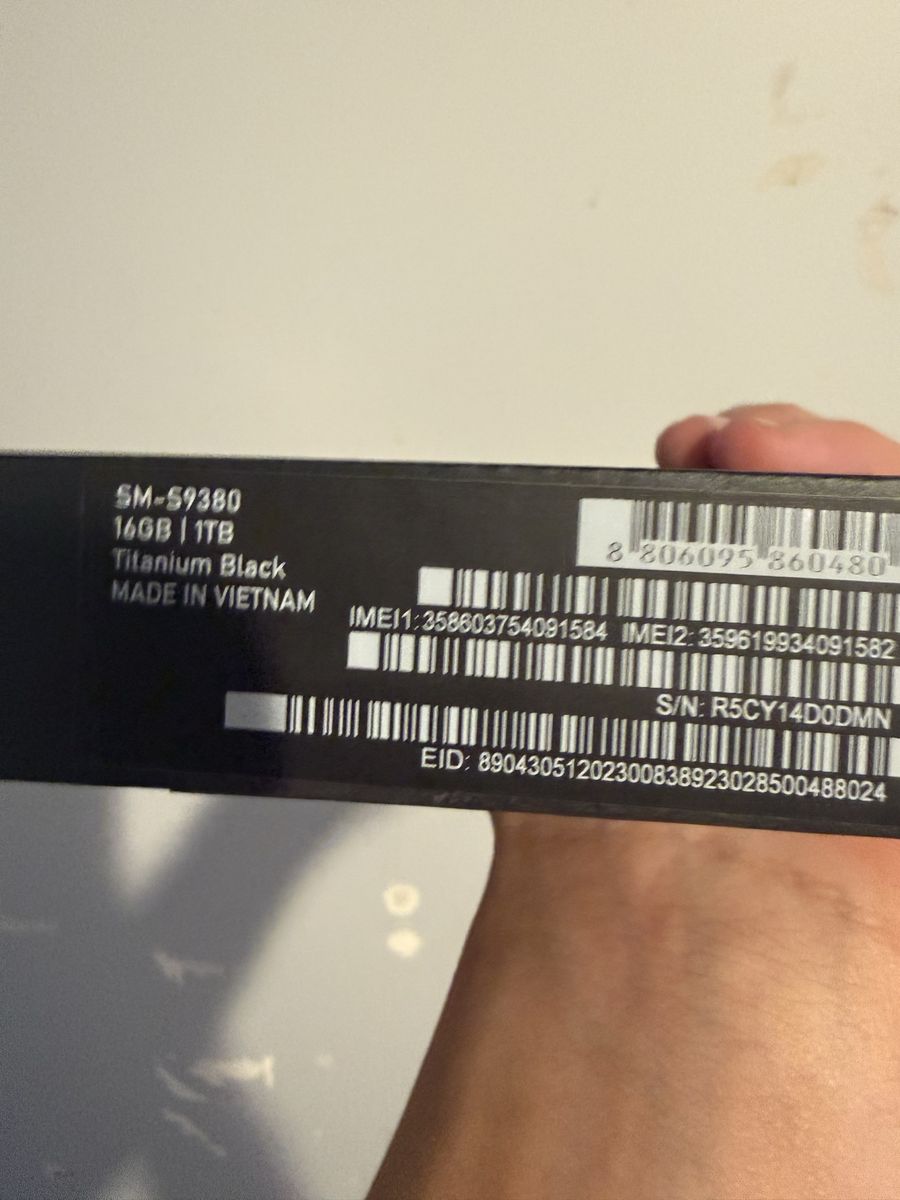 SM-S9380
16GB | 1TB
Titanium Black
MADE IN VIETNAM
8 806095 860480
IMEI1: 358603754091584 IMEI2: 359619934091582
S/N: R5CY14D0DMN
EID: 89043051202300838923028500488024